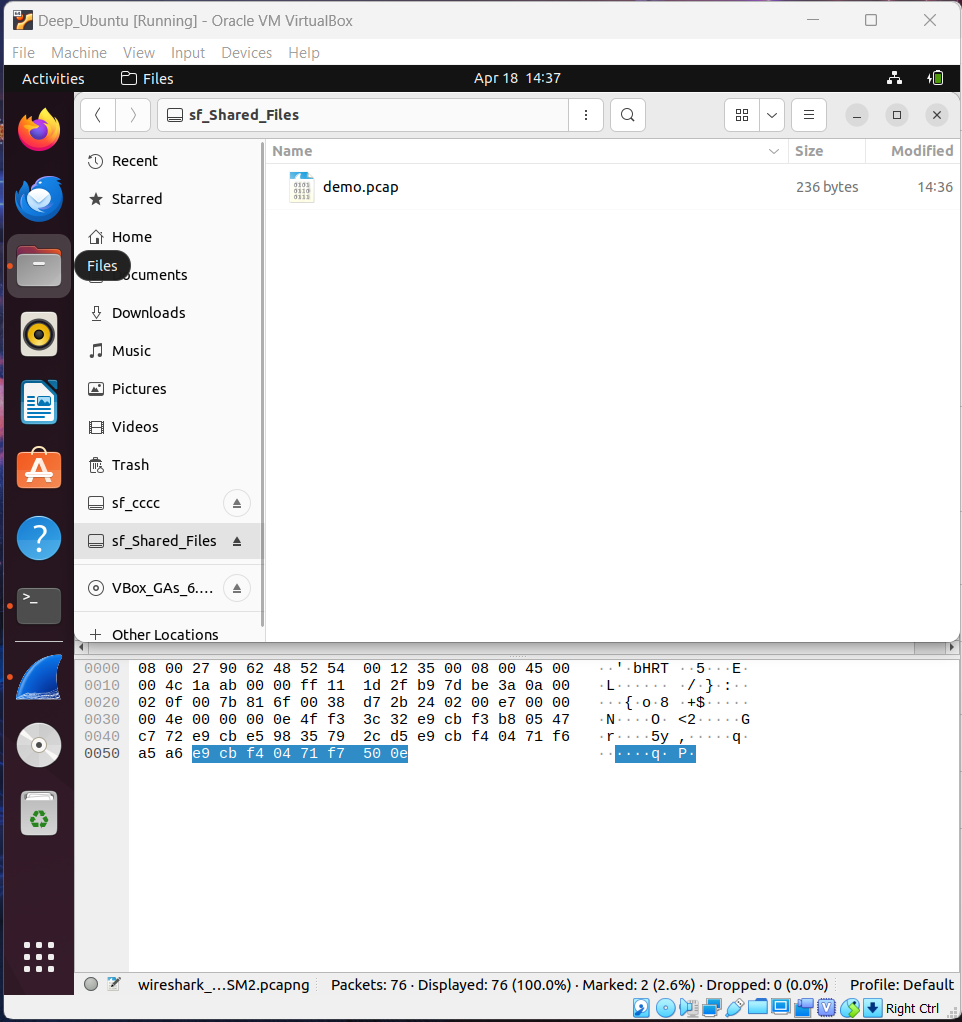 Deep_Ubuntu [Running] - Oracle VM VirtualBox
File Machine View Input Devices Help
Activities Files Apr 18 14:37
sf_Shared_Files
Name Size Modified
demo.pcap 236 bytes 14:36
Recent
Starred
Home
Files
ocuments
Downloads
Music
Pictures
Videos
Trash
sf_cccc
sf_Shared_Files
VBox_GAs_6....
Other Locations
0000 08 00 27 90 62 48 52 54 00 12 35 00 08 00 45 00 ··'·bHRT ··5···E·
0010 00 4c 1a ab 00 00 ff 11 1d 2f b9 7d be 3a 0a 00 ·L······ ·/·}·:··
0020 02 0f 00 7b 81 6f 00 38 d7 2b 24 02 00 e7 00 00 ···{·o·8 ·+$·····
0030 00 4e 00 00 00 0e 4f f3 3c 32 e9 cb f3 b8 05 47 ·N····O· <2·····G
0040 c7 72 e9 cb e5 98 35 79 2c d5 e9 cb f4 04 71 f6 ·r····5y ,·····q·
0050 a5 a6 e9 cb f4 04 71 f7 50 0e ······q· P·
wireshark_...SM2.pcapng Packets: 76 · Displayed: 76 (100.0%) · Marked: 2 (2.6%) · Dropped: 0 (0.0%) Profile: Default
Right Ctrl